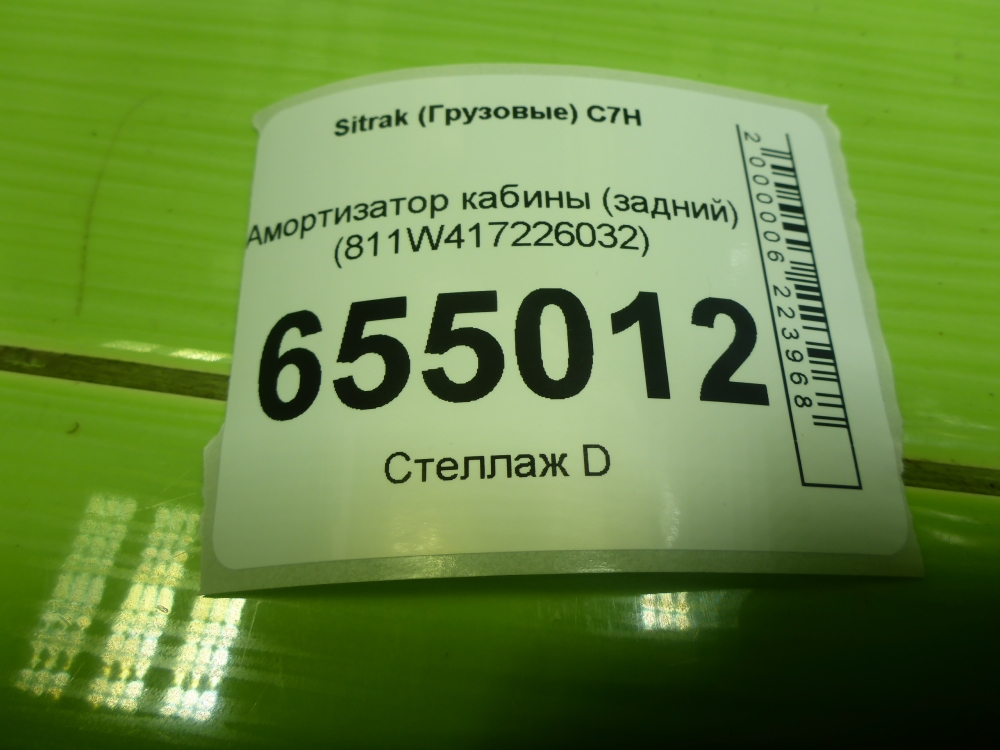 Sitrak (Грузовые) C7H
Амортизатор кабины (задний)
(811W417226032)
655012
Стеллаж D
2000006223968